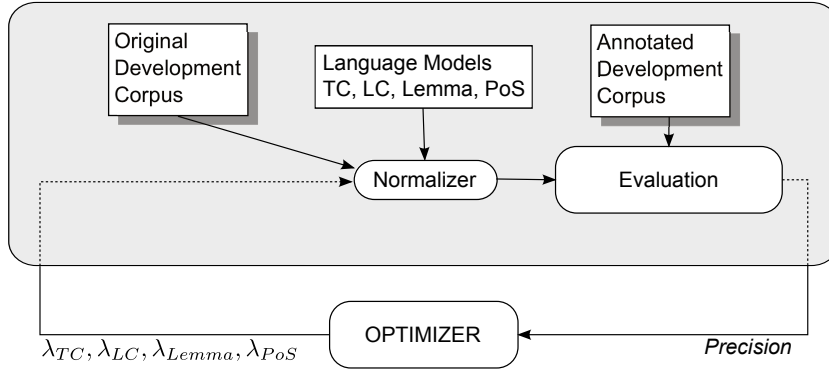 Original
Development
Corpus
Language Models
TC, LC, Lemma, PoS
Annotated
Development
Corpus
Normalizer
Evaluation
OPTIMIZER
λTC, λLC, λLemma, λPoS
Precision